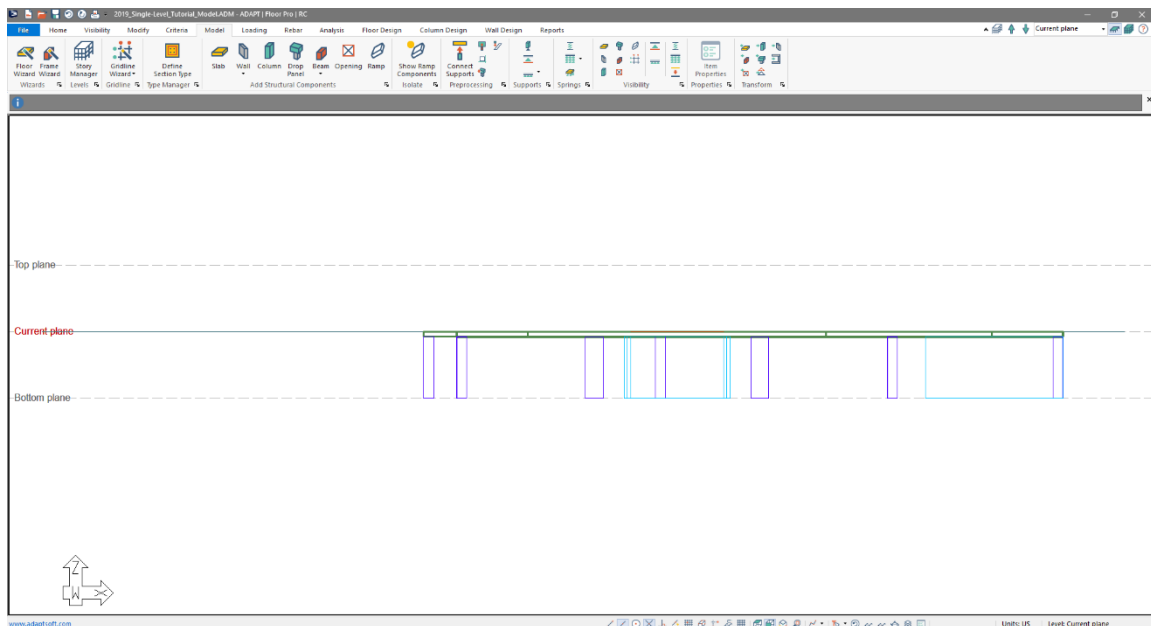 2019_Single-Level_Tutorial_Model.ADM - ADAPT | Floor Pro | RC
File Home Visibility Modify Criteria Model Loading Rebar Analysis Floor Design Column Design Wall Design Reports
Current plane
Floor Wizard
Frame Wizard
Story Manager
Gridline Wizard
Define Section Type
Slab
Wall
Column
Drop Panel
Beam
Opening
Ramp
Show Ramp Components
Connect Supports
Item Properties
Wizards Levels Gridline Type Manager Add Structural Components Isolate Preprocessing Supports Springs Visibility Properties Transform
Top plane
Current plane
Bottom plane
Z
W X
www.adaptsoft.com
Units: US Level: Current plane